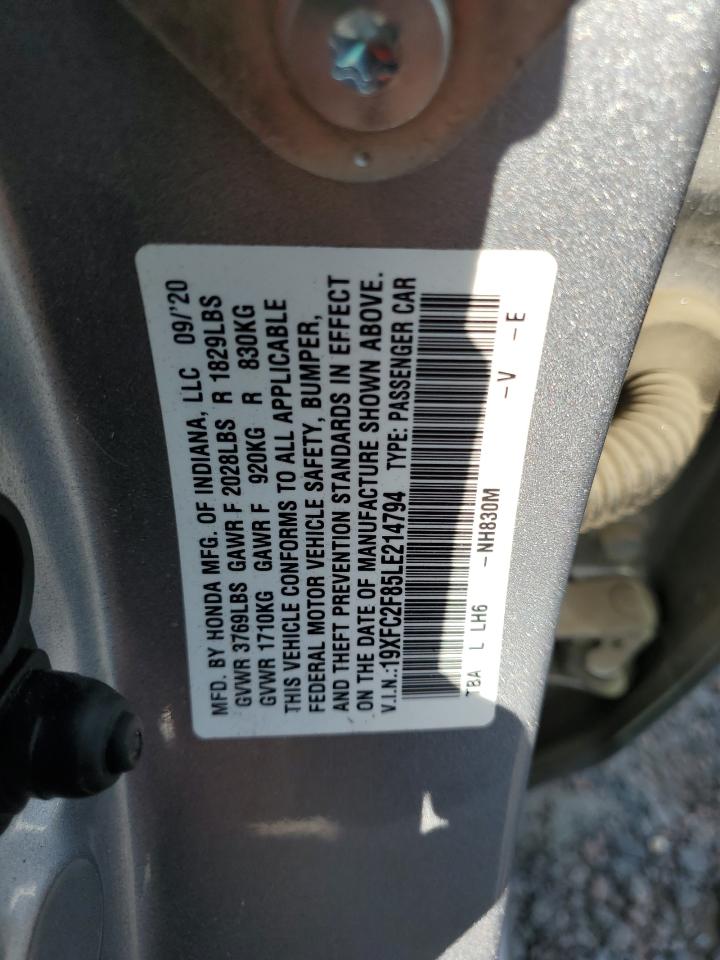 MFD. BY HONDA MFG. OF INDIANA, LLC 09/'20
GVWR 3769LBS GAWR F 2028LBS R 1829LBS
GVWR 1710KG GAWR F 920KG R 830KG
THIS VEHICLE CONFORMS TO ALL APPLICABLE
FEDERAL MOTOR VEHICLE SAFETY, BUMPER,
AND THEFT PREVENTION STANDARDS IN EFFECT
ON THE DATE OF MANUFACTURE SHOWN ABOVE.
V.I.N.:19XFC2F85LE214794 TYPE: PASSENGER CAR
TBA L LH6 -NH830M -V -E